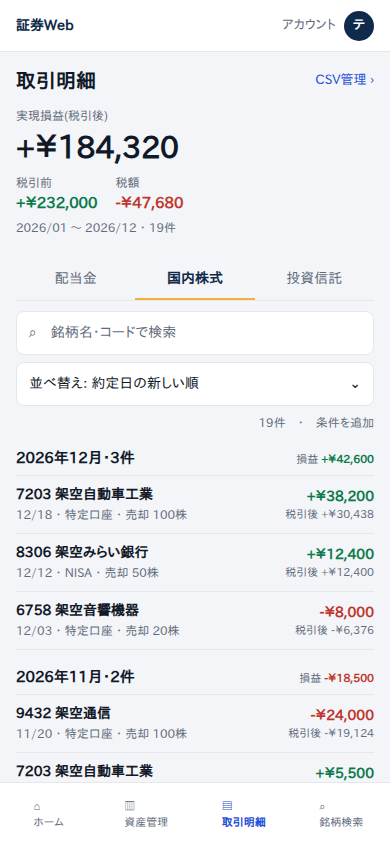 証券Web
アカウント テ
取引明細 CSV管理 ›
実現損益(税引後)
+¥184,320
税引前 税額
+¥232,000 -¥47,680
2026/01 〜 2026/12・19件
配当金 国内株式 投資信託
銘柄名・コードで検索
並べ替え: 約定日の新しい順
19件 ・ 条件を追加
2026年12月・3件 損益 +¥42,600
7203 架空自動車工業 +¥38,200
12/18・特定口座・売却 100株 税引後 +¥30,438
8306 架空みらい銀行 +¥12,400
12/12・NISA・売却 50株 税引後 +¥12,400
6758 架空音響機器 -¥8,000
12/03・特定口座・売却 20株 税引後 -¥6,376
2026年11月・2件 損益 -¥18,500
9432 架空通信 -¥24,000
11/20・特定口座・売却 100株 税引後 -¥19,124
7203 架空自動車工業 +¥5,500
ホーム 資産管理 取引明細 銘柄検索